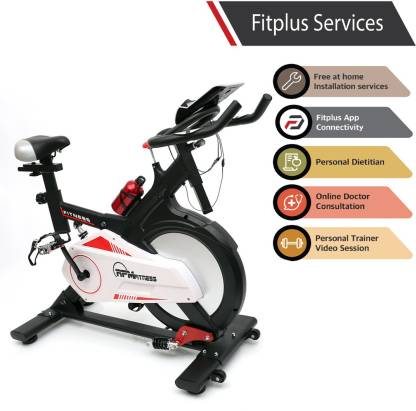 Fitplus Services
Free at home
Installation services
Fitplus App
Connectivity
Personal Dietitian
Online Doctor
Consultation
Personal Trainer
Video Session
FITNESS
RPM FITNESS